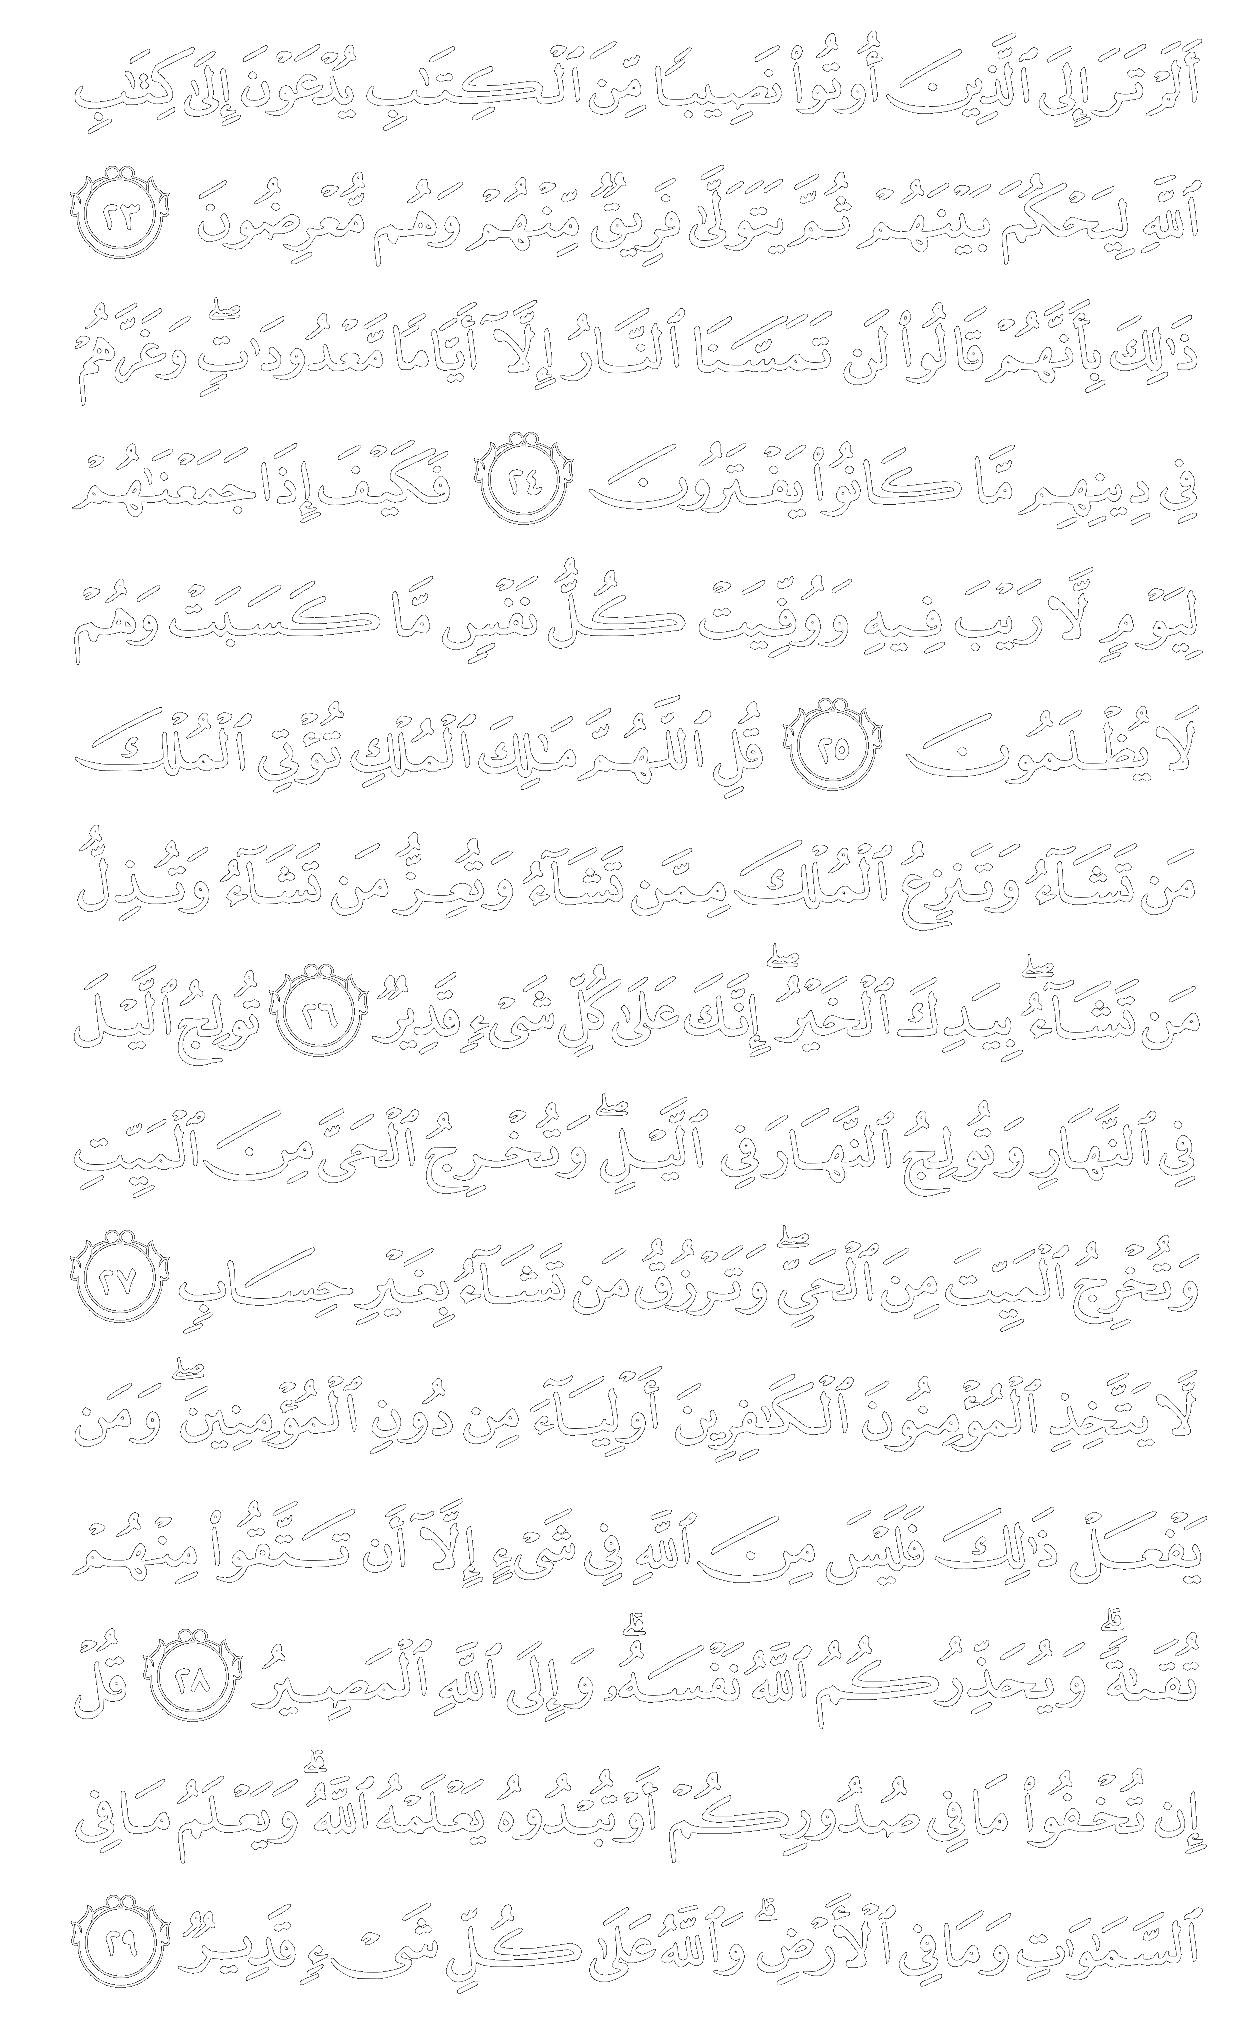 أَلَمْ تَرَ إِلَى ٱلَّذِينَ أُوتُوا۟ نَصِيبًا مِّنَ ٱلْكِتَـٰبِ يُدْعَوْنَ إِلَىٰ كِتَـٰبِ
ٱللَّهِ لِيَحْكُمَ بَيْنَهُمْ ثُمَّ يَتَوَلَّىٰ فَرِيقٌ مِّنْهُمْ وَهُم مُّعْرِضُونَ ٢٣
ذَٰلِكَ بِأَنَّهُمْ قَالُوا۟ لَن تَمَسَّنَا ٱلنَّارُ إِلَّآ أَيَّامًا مَّعْدُودَٰتٍ ۖ وَغَرَّهُمْ
فِى دِينِهِم مَّا كَانُوا۟ يَفْتَرُونَ ٢٤ فَكَيْفَ إِذَا جَمَعْنَـٰهُمْ
لِيَوْمٍ لَّا رَيْبَ فِيهِ وَوُفِّيَتْ كُلُّ نَفْسٍ مَّا كَسَبَتْ وَهُمْ
لَا يُظْلَمُونَ ٢٥ قُلِ ٱللَّهُمَّ مَـٰلِكَ ٱلْمُلْكِ تُؤْتِى ٱلْمُلْكَ
مَن تَشَآءُ وَتَنزِعُ ٱلْمُلْكَ مِمَّن تَشَآءُ وَتُعِزُّ مَن تَشَآءُ وَتُذِلُّ
مَن تَشَآءُ ۖ بِيَدِكَ ٱلْخَيْرُ ۖ إِنَّكَ عَلَىٰ كُلِّ شَىْءٍ قَدِيرٌ ٢٦ تُولِجُ ٱلَّيْلَ
فِى ٱلنَّهَارِ وَتُولِجُ ٱلنَّهَارَ فِى ٱلَّيْلِ ۖ وَتُخْرِجُ ٱلْحَىَّ مِنَ ٱلْمَيِّتِ
وَتُخْرِجُ ٱلْمَيِّتَ مِنَ ٱلْحَىِّ ۖ وَتَرْزُقُ مَن تَشَآءُ بِغَيْرِ حِسَابٍ ٢٧
لَّا يَتَّخِذِ ٱلْمُؤْمِنُونَ ٱلْكَـٰفِرِينَ أَوْلِيَآءَ مِن دُونِ ٱلْمُؤْمِنِينَ ۖ وَمَن
يَفْعَلْ ذَٰلِكَ فَلَيْسَ مِنَ ٱللَّهِ فِى شَىْءٍ إِلَّآ أَن تَتَّقُوا۟ مِنْهُمْ
تُقَىٰةً ۗ وَيُحَذِّرُكُمُ ٱللَّهُ نَفْسَهُۥ ۗ وَإِلَى ٱللَّهِ ٱلْمَصِيرُ ٢٨ قُلْ
إِن تُخْفُوا۟ مَا فِى صُدُورِكُمْ أَوْ تُبْدُوهُ يَعْلَمْهُ ٱللَّهُ ۗ وَيَعْلَمُ مَا فِى
ٱلسَّمَـٰوَٰتِ وَمَا فِى ٱلْأَرْضِ ۗ وَٱللَّهُ عَلَىٰ كُلِّ شَىْءٍ قَدِيرٌ ٢٩